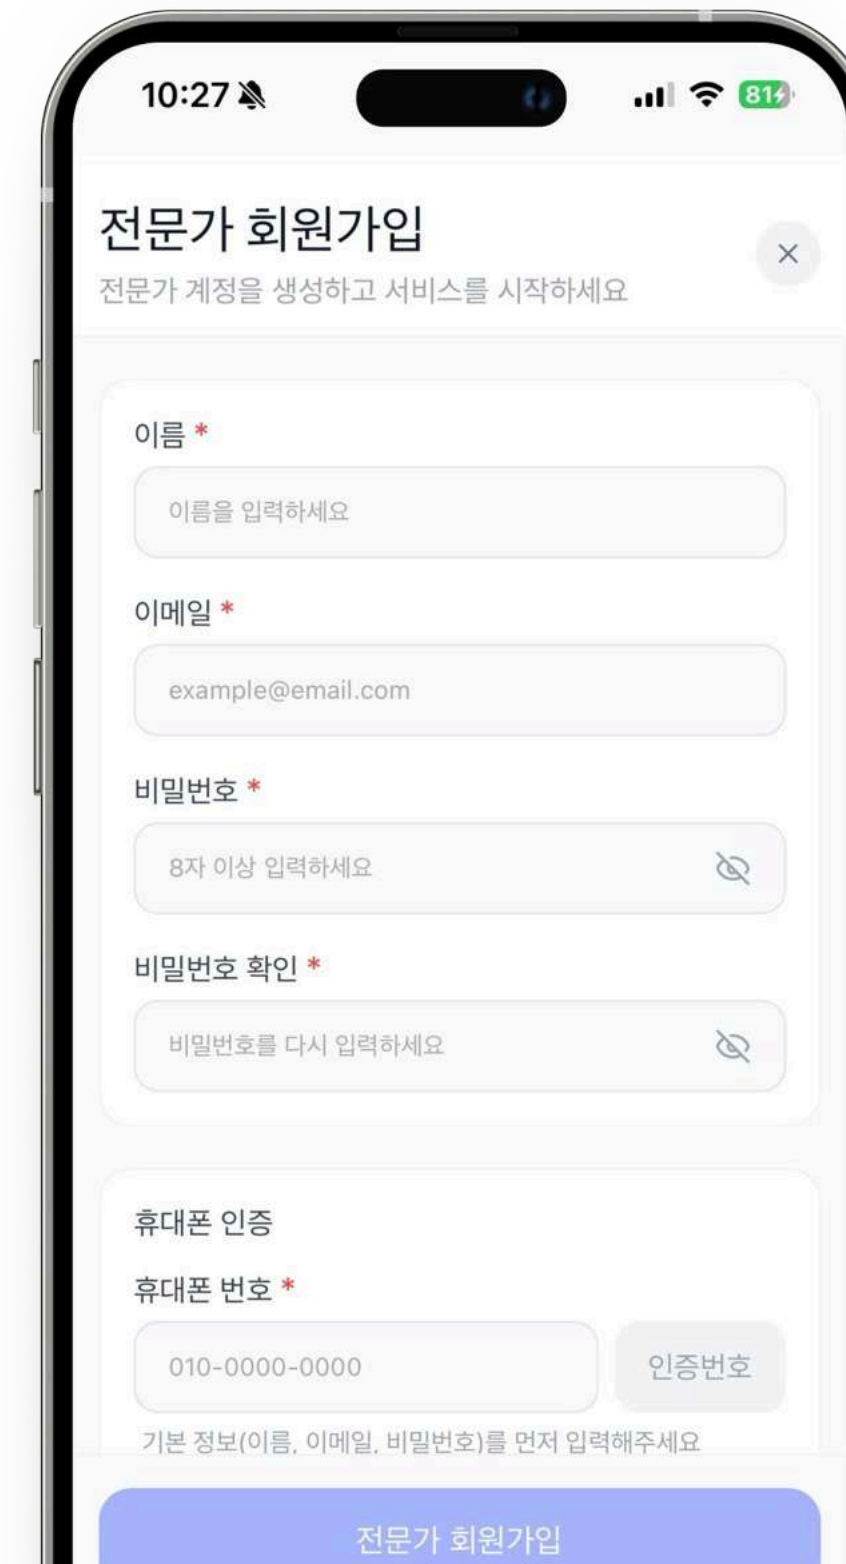 10:27
81
전문가 회원가입
전문가 계정을 생성하고 서비스를 시작하세요
이름 *
이름을 입력하세요
이메일 *
example@email.com
비밀번호 *
8자 이상 입력하세요
비밀번호 확인 *
비밀번호를 다시 입력하세요
휴대폰 인증
휴대폰 번호 *
010-0000-0000
인증번호
기본 정보(이름, 이메일, 비밀번호)를 먼저 입력해주세요
전문가 회원가입